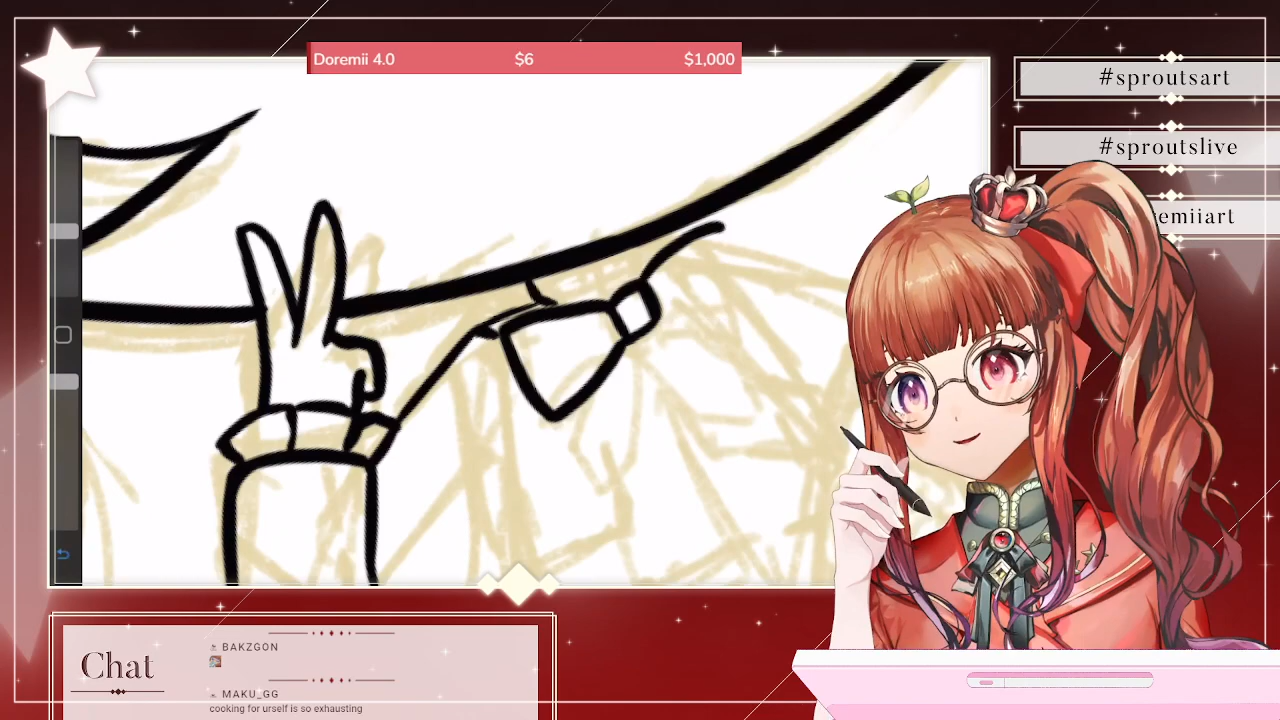 Doremii 4.0 $6 $1,000
#sproutsart
#sproutslive
emiiart
Chat
BAKZGON
MAKU_GG
cooking for urself is so exhausting